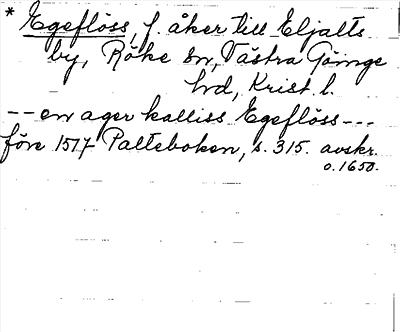 * Egeflöss, f. åker till Eljalts
by, Röke sn, Västra Göinge
hd, Krist. l.
-- en ager kalliss Egeflöss ---
före 1517 Palteboken, s. 315. avskr.
o. 1650.